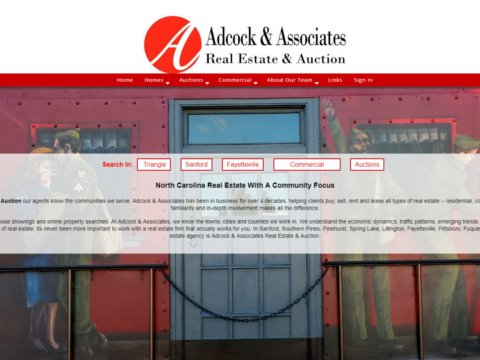 A Adcock & Associates
Real Estate & Auction
Home Homes Auctions Commercial About Our Team Links Sign In
Search in: Triangle Sanford Fayetteville Commercial Auctions
North Carolina Real Estate With A Community Focus
Auction our agents know the communities we serve. Adcock & Associates has been in business for over 4 decades, helping clients buy, sell, rent and lease all types of real estate – residential, co
familiarity and in-depth involvement makes all the difference.
use showings and online property searches. At Adcock & Associates, we know the towns, cities and counties we work in. We understand the economic dynamics, traffic patterns, emerging trends
of real estate, its never been more important to work with a real estate firm that actually works for you. In Sanford, Southern Pines, Pinehurst, Spring Lake, Lillington, Fayetteville, Pittsboro, Fuqua
estate agency is Adcock & Associates Real Estate & Auction.